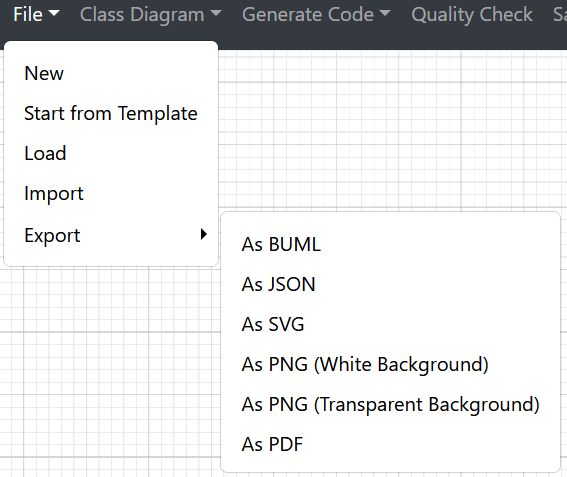 File Class Diagram Generate Code Quality Check
New
Start from Template
Load
Import
Export
As BUML
As JSON
As SVG
As PNG (White Background)
As PNG (Transparent Background)
As PDF